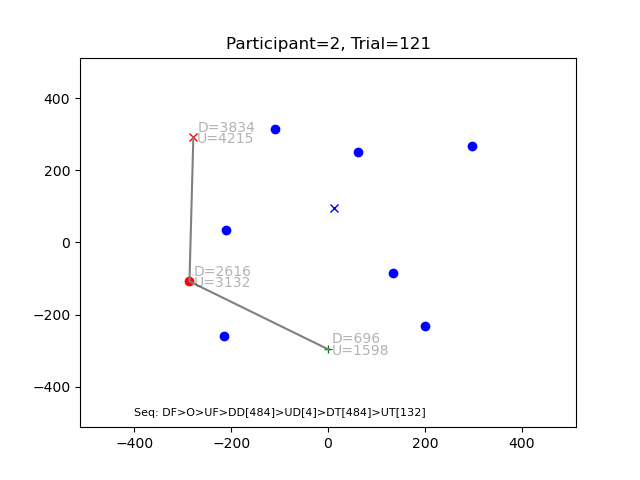 Participant=2, Trial=121
400
200
0
−200
−400
D=3834
U=4215
D=2616
U=3132
D=696
U=1598
Seq: DF>O>UF>DD[484]>UD[4]>DT[484]>UT[132]
−400
−200
0
200
400